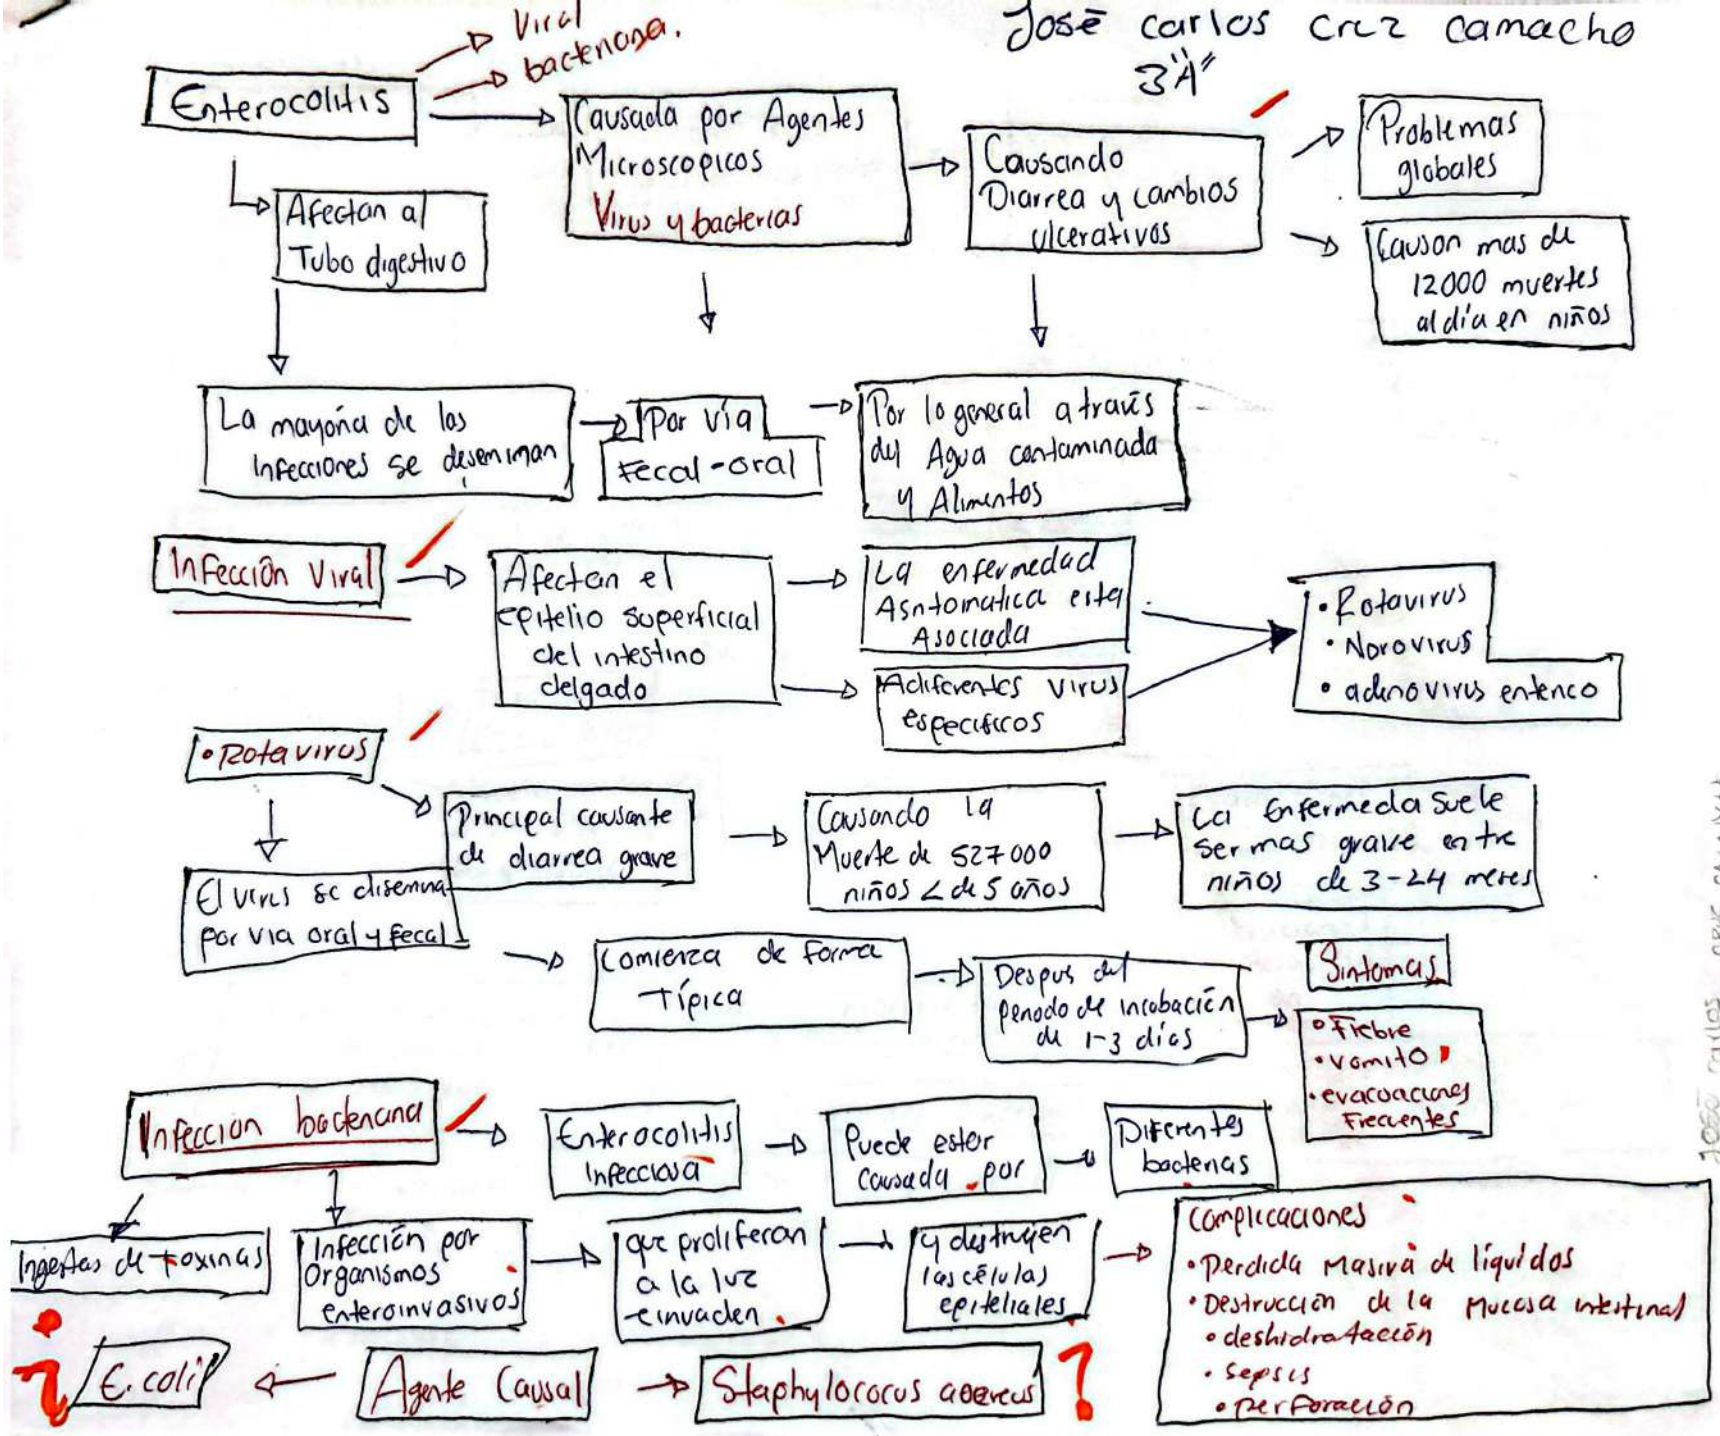 José carlos cruz camacho
3"A"
Viral
bacteriana.
Enterocolitis
Causada por Agentes
Microscopicos
Virus y bacterias
Causando
Diarrea y cambios
ulcerativos
Problemas
globales
Causan mas de
12000 muertes
al día en niños
Afectan al
Tubo digestivo
La mayoría de las
Infecciones se diseminan
Por vía
Fecal-oral
Por lo general a través
del Agua contaminada
y Alimentos
Infección Viral
Afectan el
epitelio superficial
del intestino
delgado
La enfermedad
Asntomatica esta
Asociada
A diferentes virus
especificos
• Rotavirus
• Norovirus
• adenovirus enterico
• Rotavirus
Principal causante
de diarrea grave
Causando la
Muerte de 527000
niños < de 5 años
La Enfermeda suele
ser mas grave entre
niños de 3-24 meses
El virus se disemina
por via oral y fecal
Comienza de forma
Típica
Despus del
periodo de incubación
de 1-3 días
Sintomas
• Fiebre
• vomito
• evacuaciones
Frecuentes
Infeccion bacteriana
Enterocolitis
Infecciosa
Puede estar
causada por
Diferentes
bacterias
Ingestas de toxinas
Infección por
Organismos
enteroinvasivos
que proliferan
a la luz
e invaden
y destruyen
las células
epiteliales
Complicaciones
• Perdida Masiva de líquidos
• Destrucción de la Mucosa intestinal
• deshidratación
• sepsis
• perforación
¿
E. coli
Agente Causal
Staphylococus aereus
?
José carlos